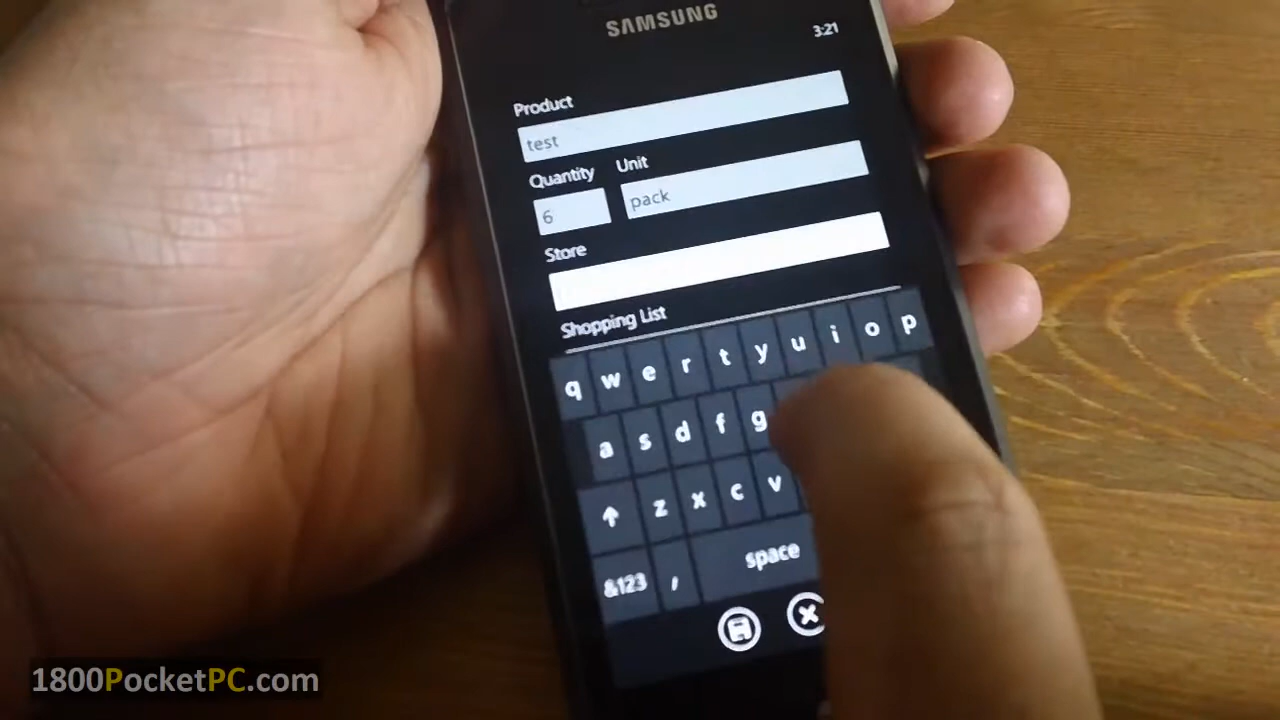 SAMSUNG
3:21
Product
test
Quantity Unit
6 pack
Store
Shopping List
q w e r t y u i o p
a s d f g
z x c v
&123 , space
1800PocketPC.com